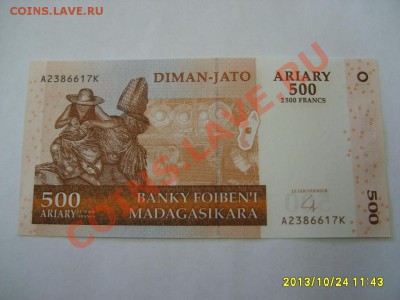 COINS.LAVE.RU
A2386617K
DIMAN-JATO
ARIARY
500
2500 FRANCS
500
ARIARY
BANKY FOIBEN'I
MADAGASIKARA
A2386617K
500
COINS.LAVE.RU
2013/10/24 11:43